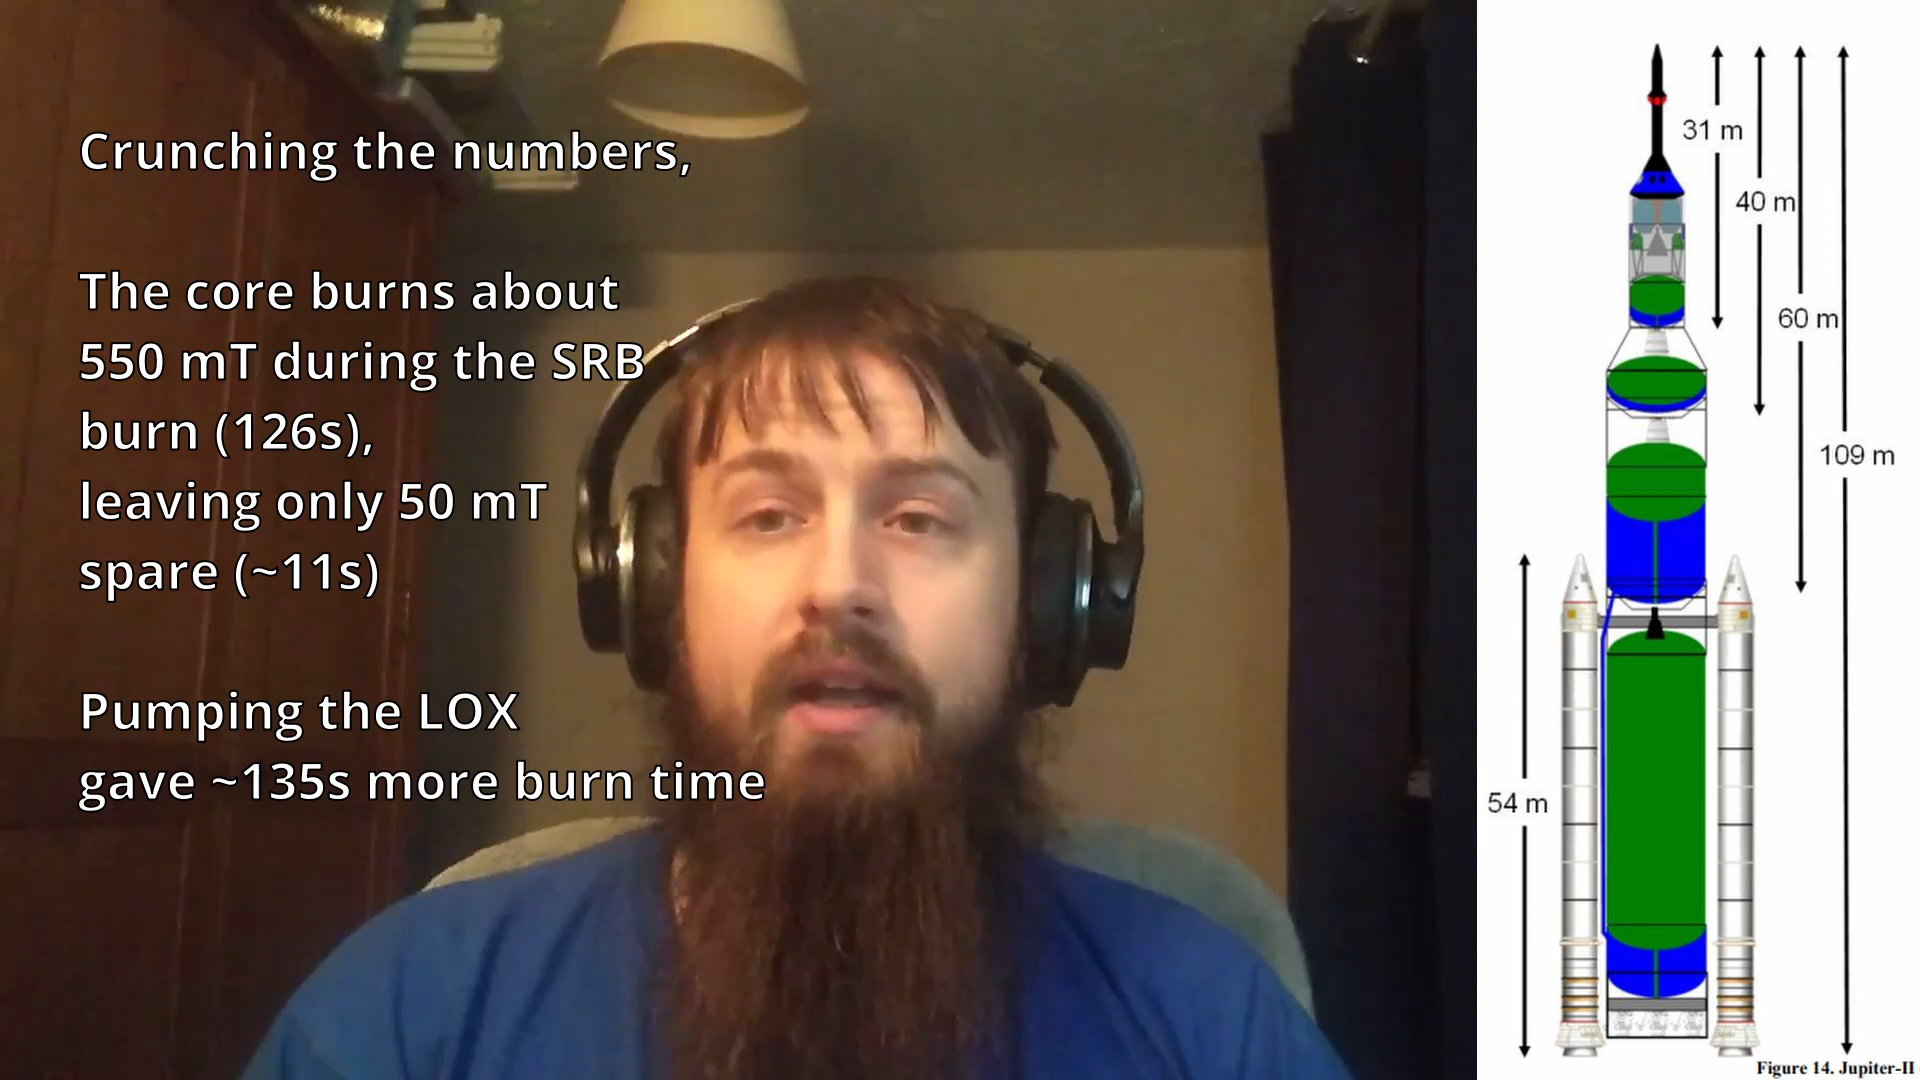 Crunching the numbers,
The core burns about
550 mT during the SRB
burn (126s),
leaving only 50 mT
spare (~11s)
Pumping the LOX
gave ~135s more burn time
31 m
40 m
60 m
109 m
54 m
Figure 14. Jupiter-II